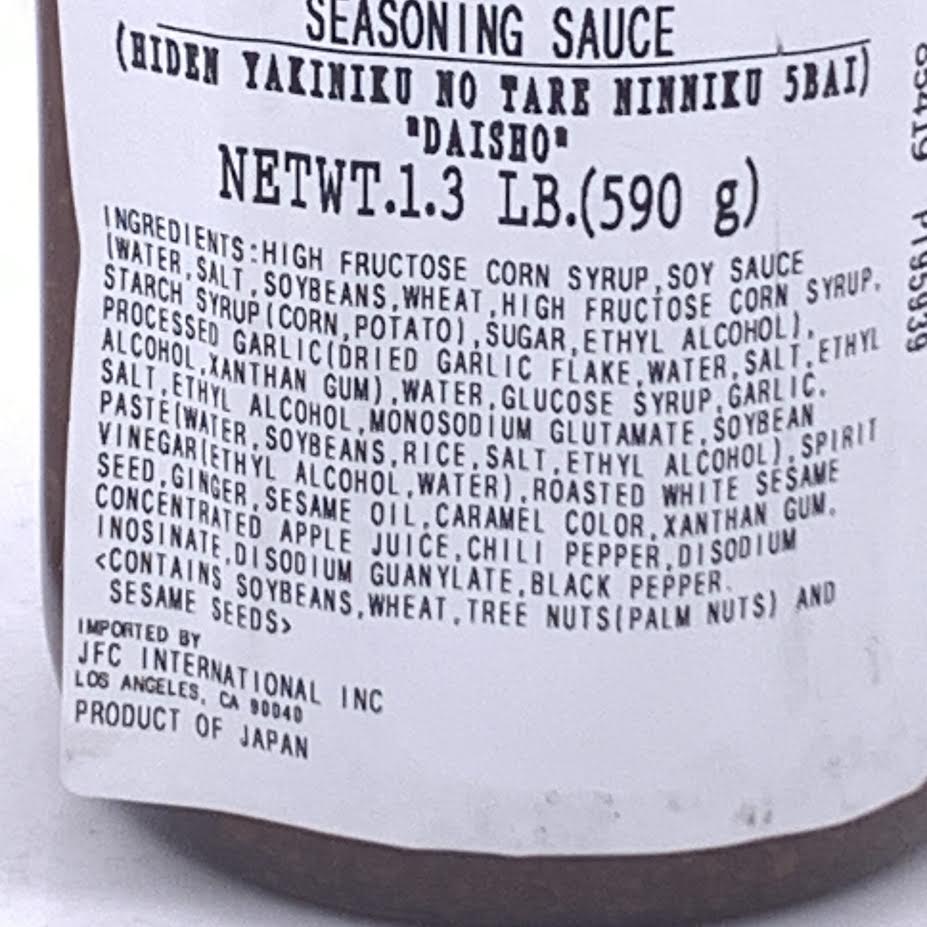 SEASONING SAUCE
(HIDEN YAKINIKU NO TARE NINNIKU 5BAI)
"DAISHO"
NETWT.1.3 LB.(590 g)
INGREDIENTS:HIGH FRUCTOSE CORN SYRUP,SOY SAUCE
(WATER,SALT,SOYBEANS,WHEAT,HIGH FRUCTOSE CORN SYRUP,
STARCH SYRUP(CORN,POTATO),SUGAR,ETHYL ALCOHOL),
PROCESSED GARLIC(DRIED GARLIC FLAKE,WATER,SALT,ETHYL
ALCOHOL,XANTHAN GUM),WATER,GLUCOSE SYRUP,GARLIC,
SALT,ETHYL ALCOHOL,MONOSODIUM GLUTAMATE,SOYBEAN
PASTE(WATER,SOYBEANS,RICE,SALT,ETHYL ALCOHOL),SPIRIT
VINEGAR(ETHYL ALCOHOL,WATER),ROASTED WHITE SESAME
SEED,GINGER,SESAME OIL,CARAMEL COLOR,XANTHAN GUM,
CONCENTRATED APPLE JUICE,CHILI PEPPER,DISODIUM
INOSINATE,DISODIUM GUANYLATE,BLACK PEPPER.
<CONTAINS SOYBEANS,WHEAT,TREE NUTS(PALM NUTS) AND
SESAME SEEDS>
IMPORTED BY
JFC INTERNATIONAL INC
LOS ANGELES, CA 90040
PRODUCT OF JAPAN